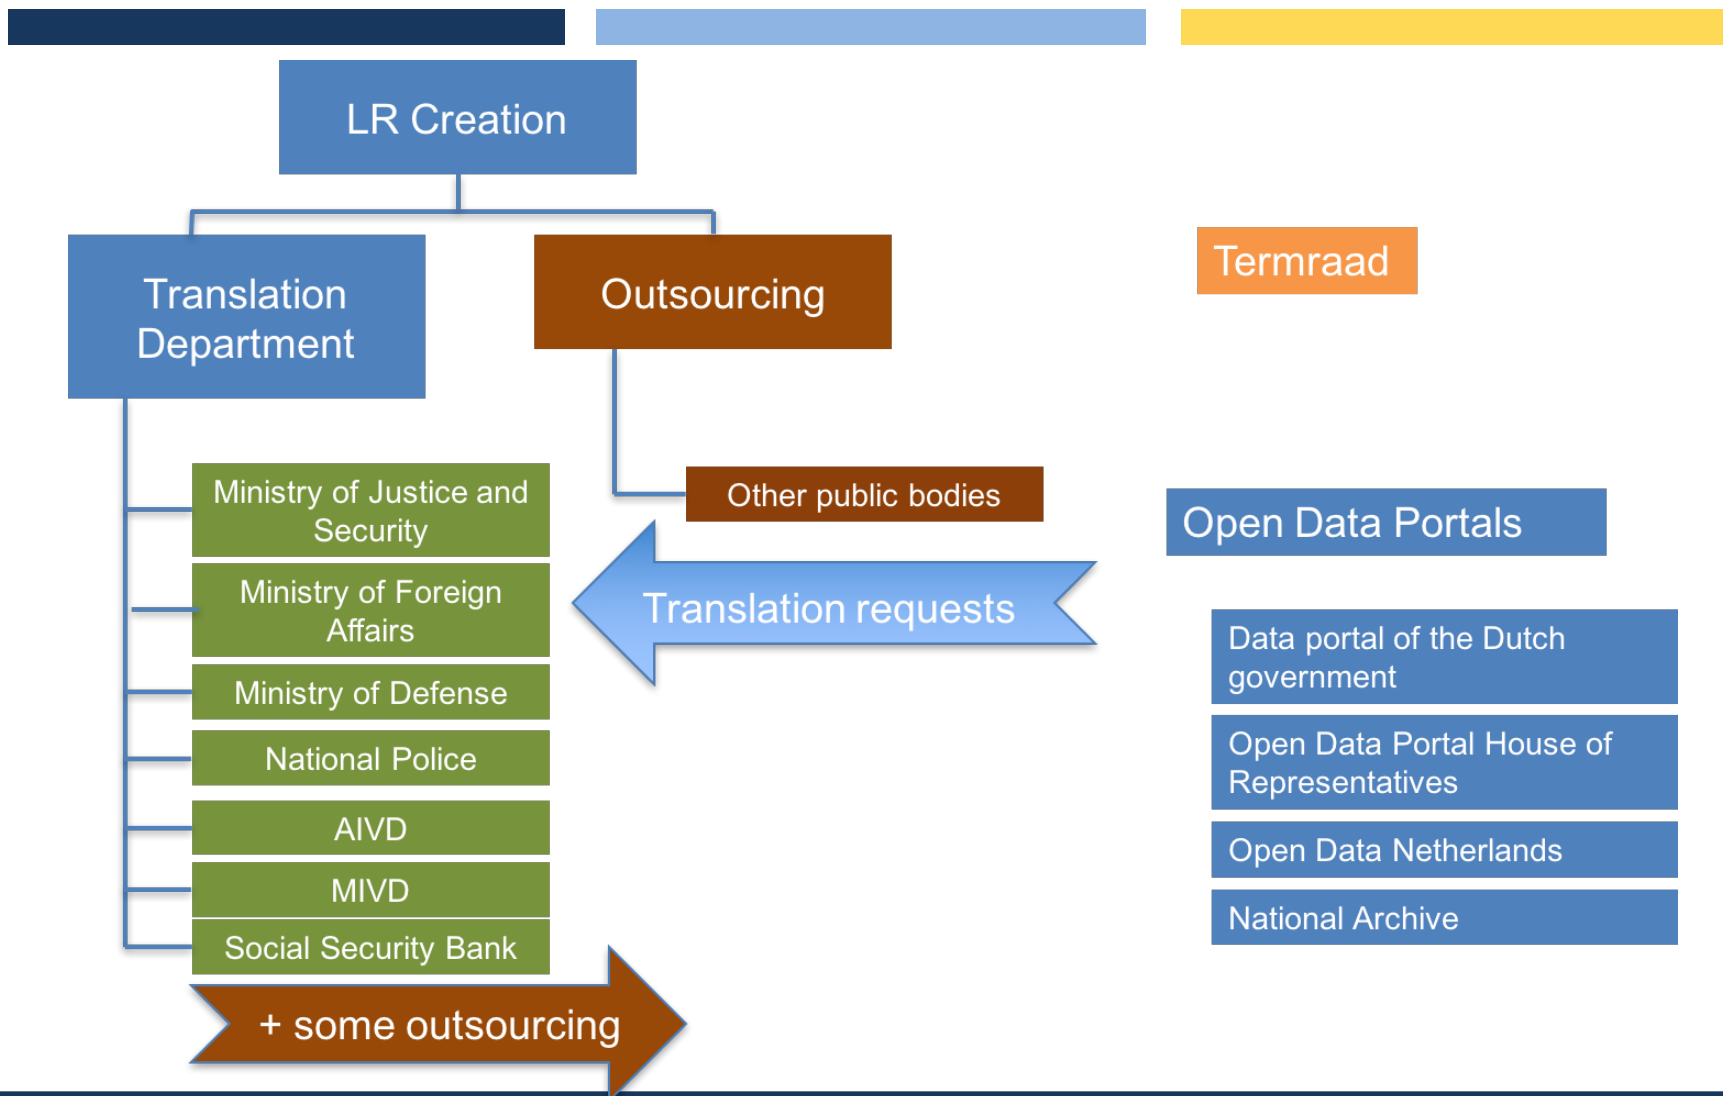 LR Creation
Translation
Department
Outsourcing
Termraad
Ministry of Justice and
Security
Ministry of Foreign
Affairs
Ministry of Defense
National Police
AIVD
MIVD
Social Security Bank
+ some outsourcing
Other public bodies
Translation requests
Open Data Portals
Data portal of the Dutch
government
Open Data Portal House of
Representatives
Open Data Netherlands
National Archive